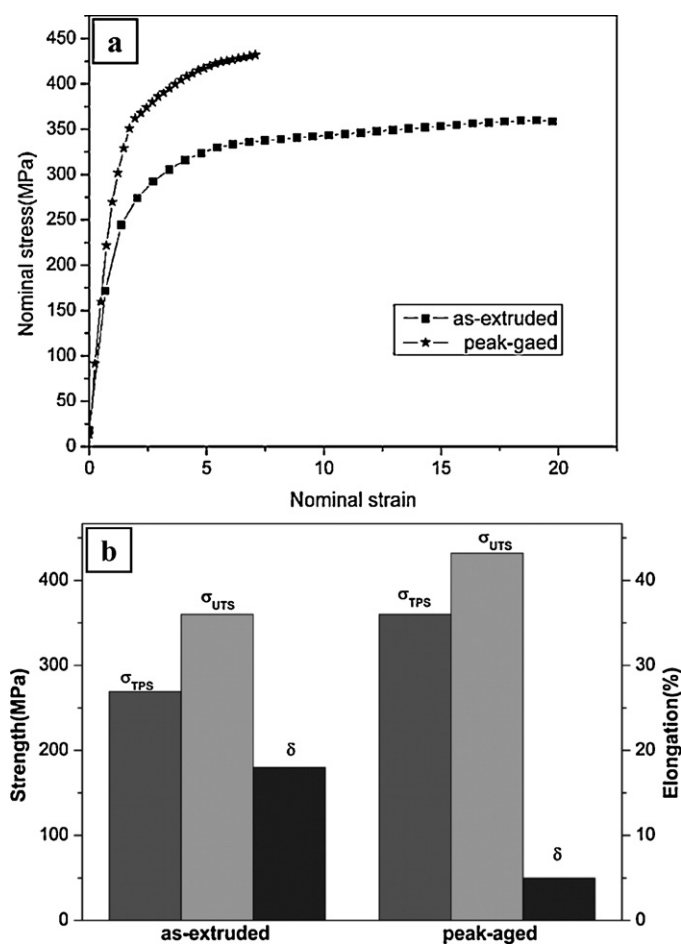 a
Nominal stress(MPa)
450
400
350
300
250
200
150
100
50
0
as-extruded
peak-gaed
0 5 10 15 20
Nominal strain
b
Strength(MPa)
400
300
200
100
0
σTPS
σUTS
δ
σTPS
σUTS
δ
as-extruded
peak-aged
40
30
20
10
0
Elongation(%)